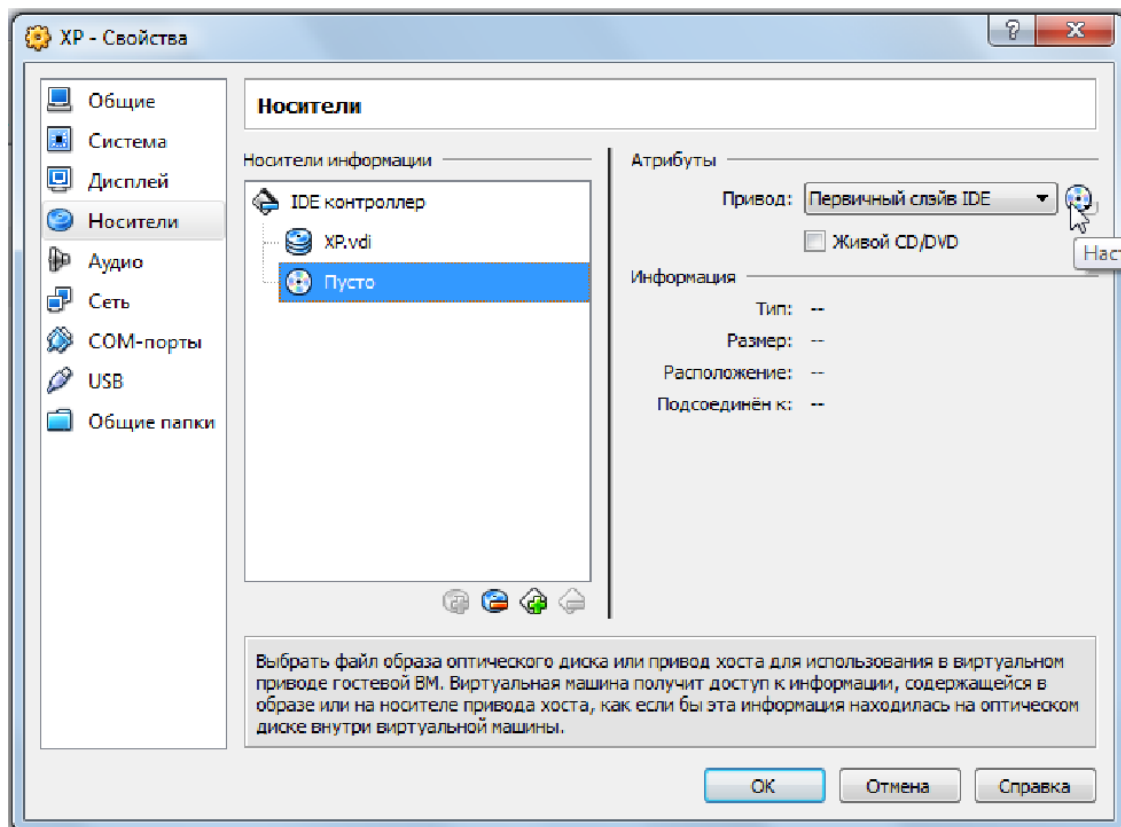 XP - Свойства
?
Общие
Система
Дисплей
Носители
Аудио
Сеть
COM-порты
USB
Общие папки
Носители
Носители информации
IDE контроллер
XP.vdi
Пусто
Атрибуты
Привод: Первичный слэйв IDE
Живой CD/DVD
Наст
Информация
Тип: --
Размер: --
Расположение: --
Подсоединён к: --
Выбрать файл образа оптического диска или привод хоста для использования в виртуальном
приводе гостевой ВМ. Виртуальная машина получит доступ к информации, содержащейся в
образе или на носителе привода хоста, как если бы эта информация находилась на оптическом
диске внутри виртуальной машины.
OK
Отмена
Справка